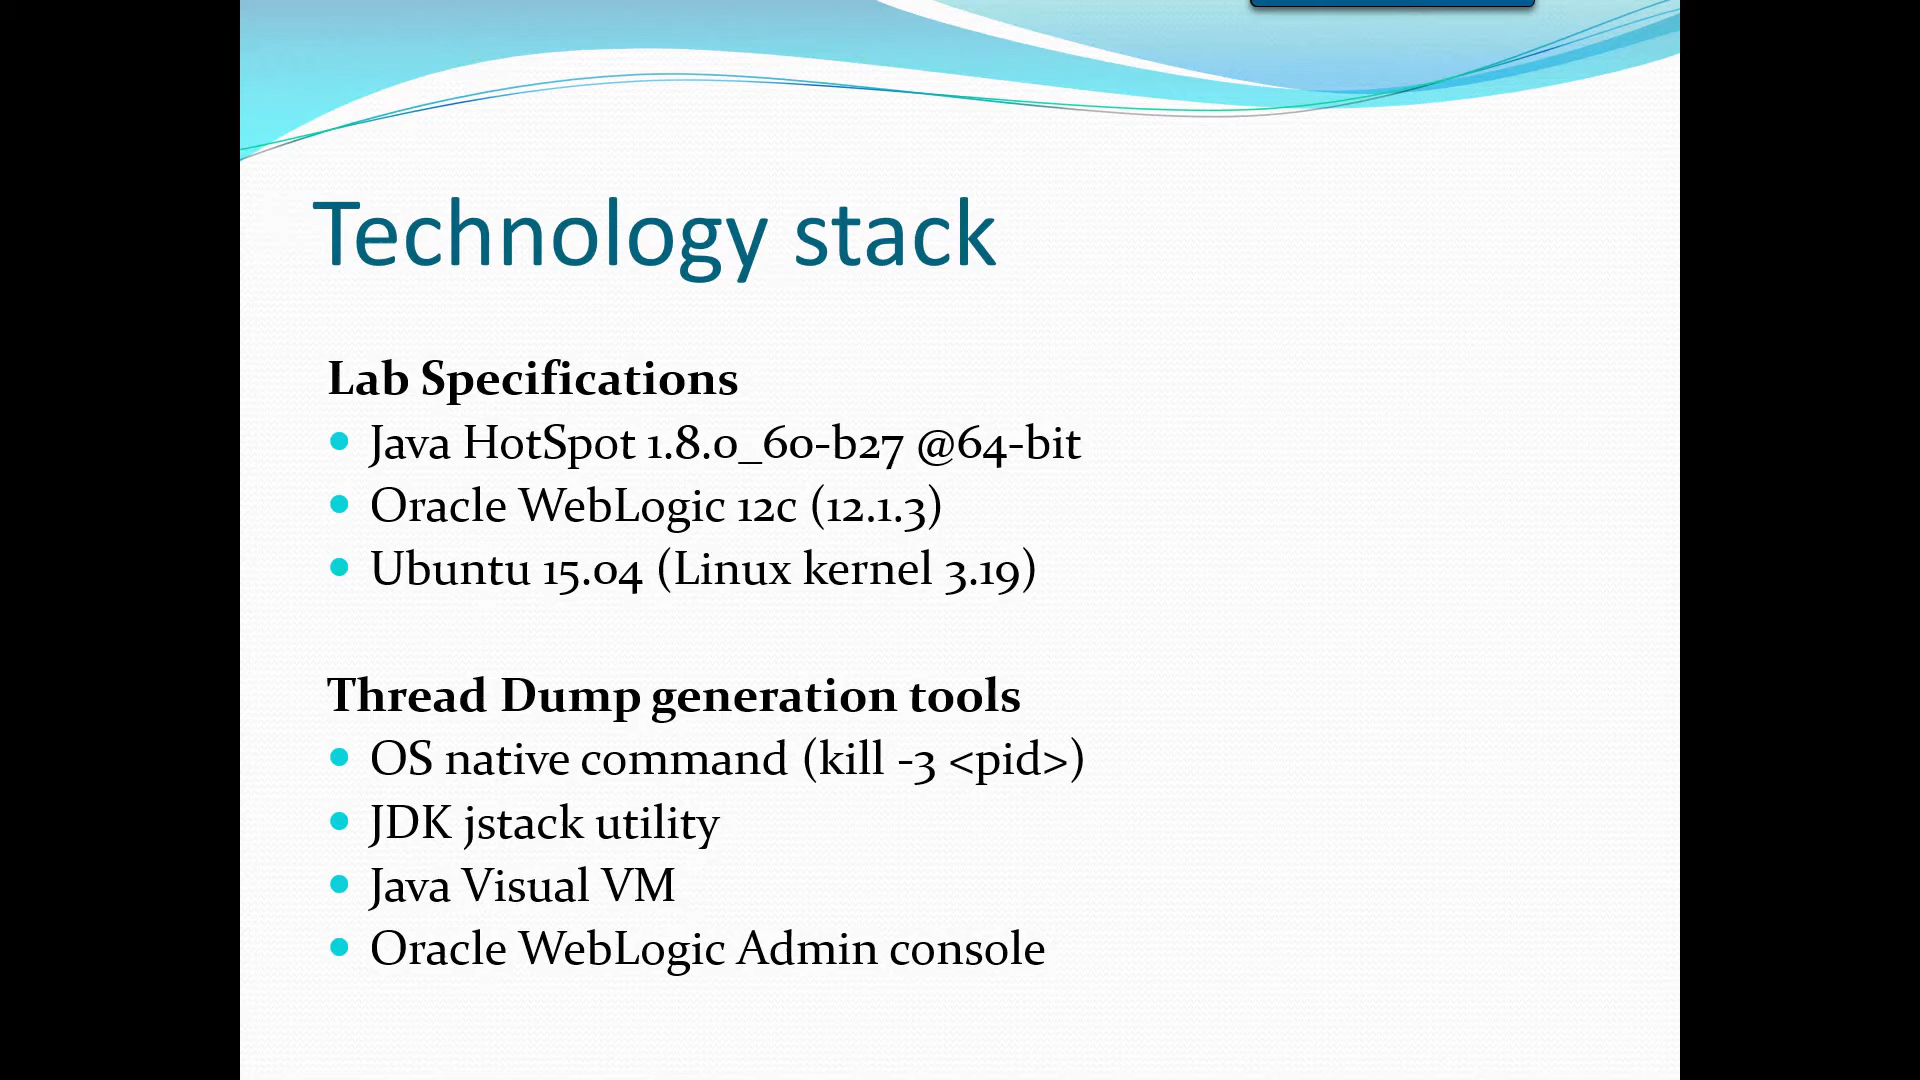 Technology stack
Lab Specifications
• Java HotSpot 1.8.0_60-b27 @64-bit
• Oracle WebLogic 12c (12.1.3)
• Ubuntu 15.04 (Linux kernel 3.19)
Thread Dump generation tools
• OS native command (kill -3 <pid>)
• JDK jstack utility
• Java Visual VM
• Oracle WebLogic Admin console